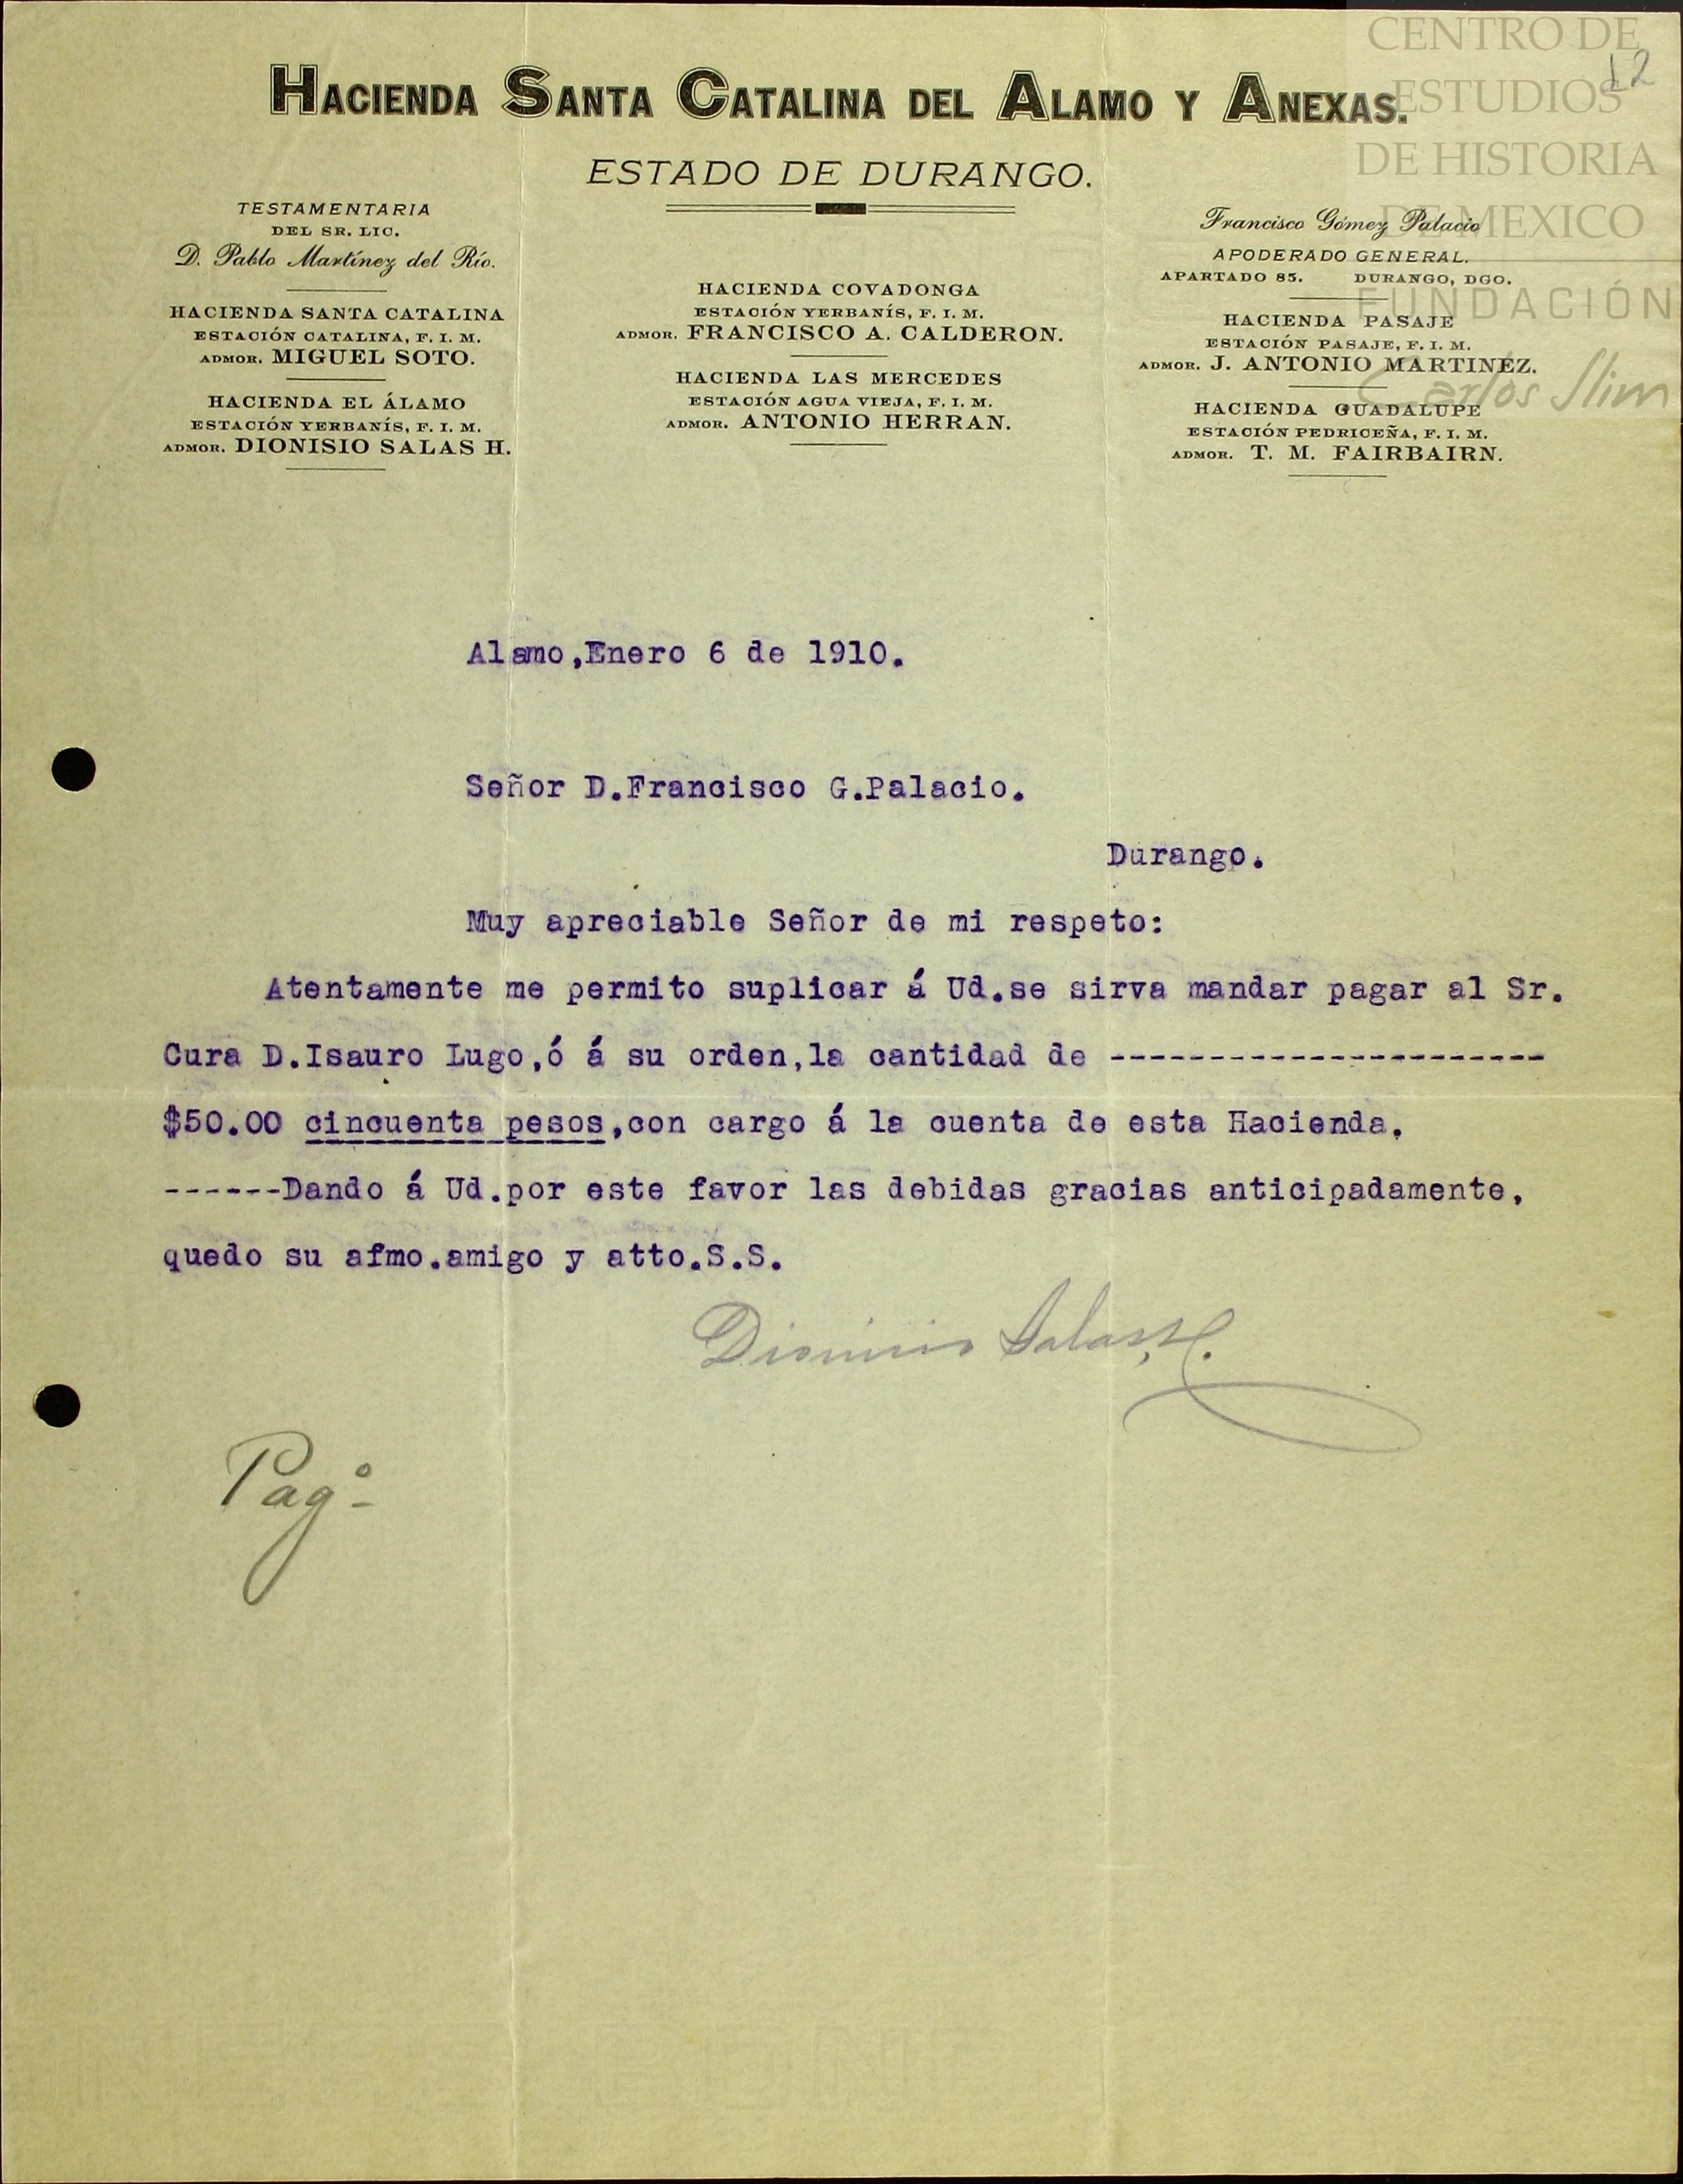 CENTRO DE
ESTUDIOS
DE HISTORIA
DE MEXICO
FUNDACIÓN
Carlos Slim
12
HACIENDA SANTA CATALINA DEL ALAMO Y ANEXAS.
ESTADO DE DURANGO.
TESTAMENTARIA
DEL SR. LIC.
D. Pablo Martínez del Río.
HACIENDA SANTA CATALINA
ESTACIÓN CATALINA, F. I. M.
ADMOR. MIGUEL SOTO.
HACIENDA EL ÁLAMO
ESTACIÓN YERBANÍS, F. I. M.
ADMOR. DIONISIO SALAS H.
HACIENDA COVADONGA
ESTACIÓN YERBANÍS, F. I. M.
ADMOR. FRANCISCO A. CALDERON.
HACIENDA LAS MERCEDES
ESTACIÓN AGUA VIEJA, F. I. M.
ADMOR. ANTONIO HERRAN.
Francisco Gómez Palacio
APODERADO GENERAL.
APARTADO 85. DURANGO, DGO.
HACIENDA PASAJE
ESTACIÓN PASAJE, F. I. M.
ADMOR. J. ANTONIO MARTINEZ.
HACIENDA GUADALUPE
ESTACIÓN PEDRICEÑA, F. I. M.
ADMOR. T. M. FAIRBAIRN.
Alamo,Enero 6 de 1910.
Señor D.Francisco G.Palacio.
Durango.
Muy apreciable Señor de mi respeto:
Atentamente me permito suplicar á Ud.se sirva mandar pagar al Sr.
Cura D.Isauro Lugo,ó á su orden,la cantidad de ----------------------
$50.00 cincuenta pesos,con cargo á la cuenta de esta Hacienda.
------Dando á Ud.por este favor las debidas gracias anticipadamente,
quedo su afmo.amigo y atto.S.S.
Dionisio Salas H.
Pagº